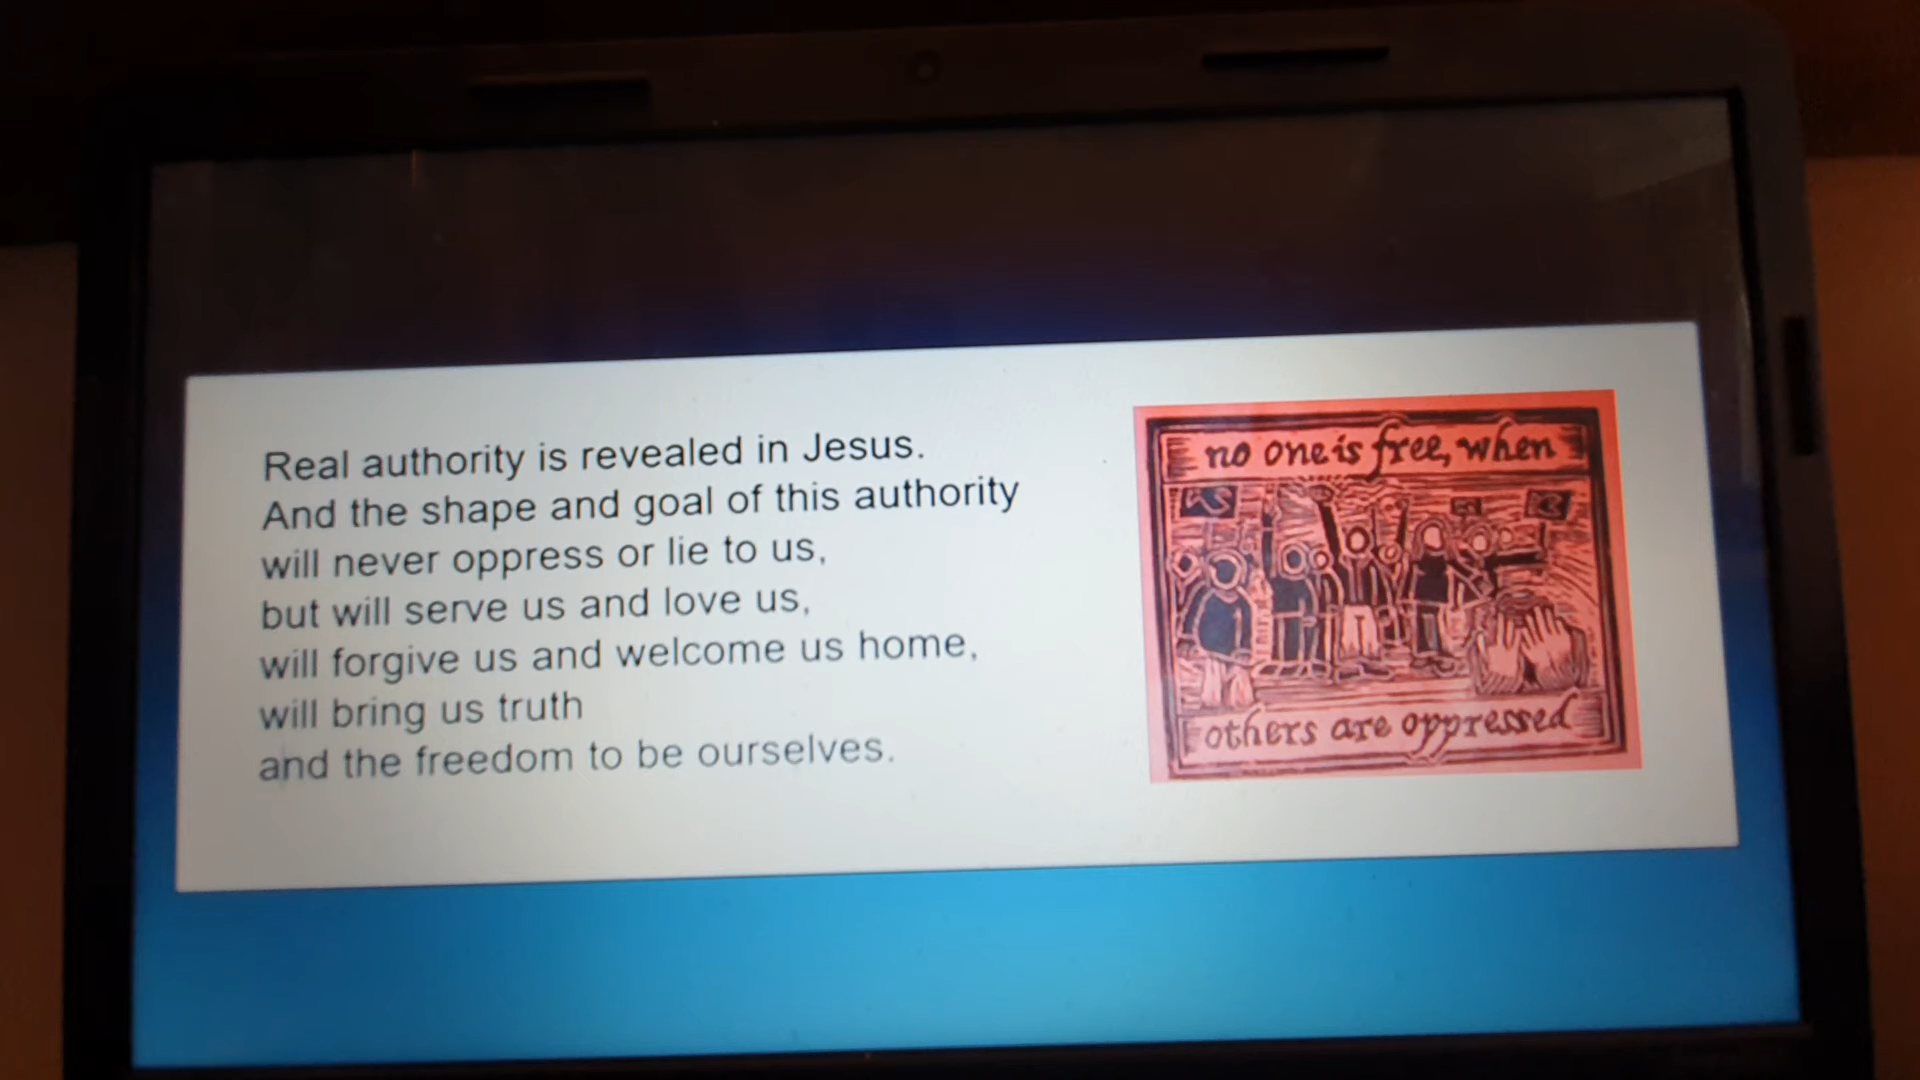 Real authority is revealed in Jesus.
And the shape and goal of this authority
will never oppress or lie to us,
but will serve us and love us,
will forgive us and welcome us home,
will bring us truth
and the freedom to be ourselves.
no one is free, when
others are oppressed